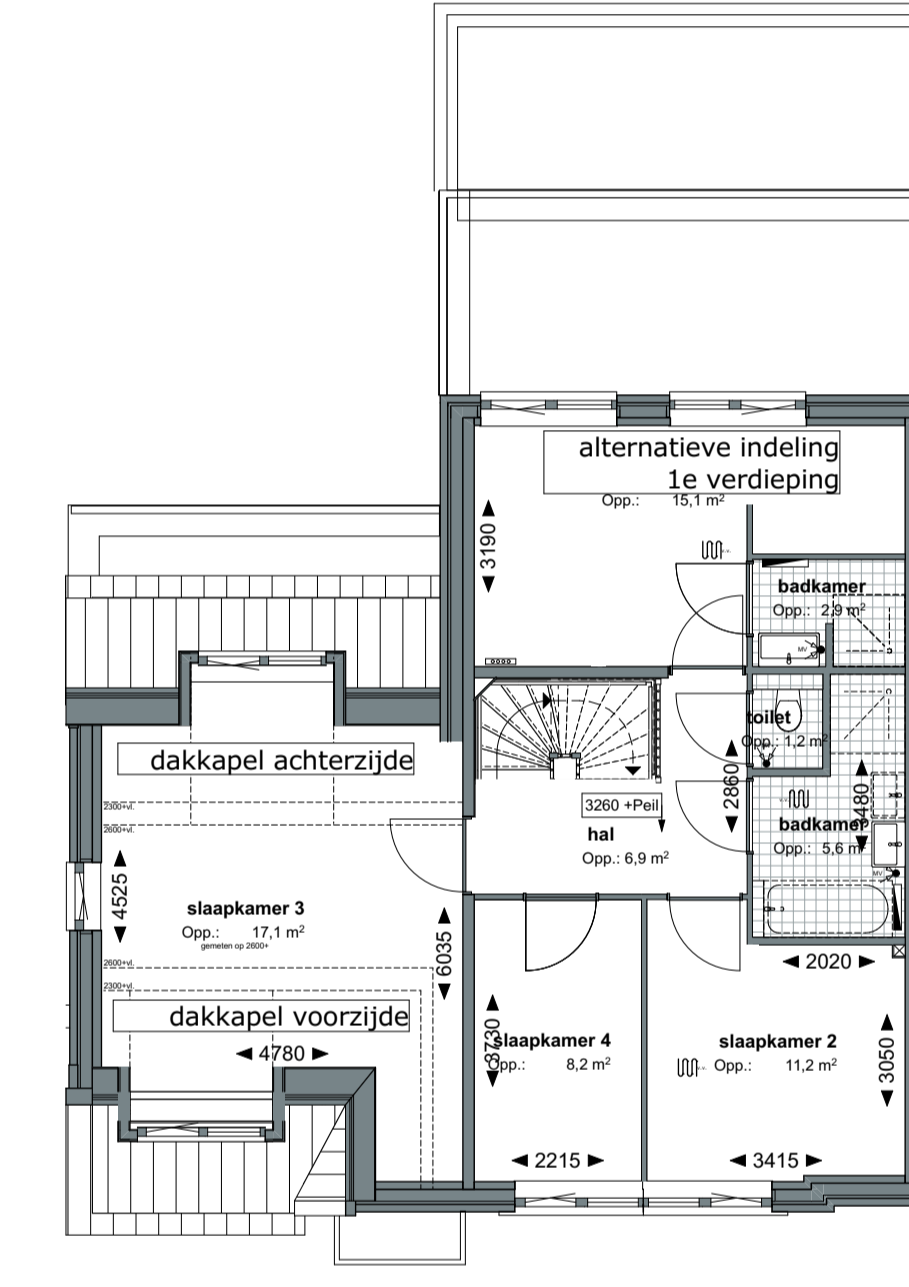 alternatieve indeling
1e verdieping
Opp.: 15,1 m²
3190
badkamer
Opp.: 2,9 m²
MV
toilet
Opp.: 1,2 m²
dakkapel achterzijde
2860
2300+vl.
2600+vl.
3260 +Peil
hal
Opp.: 6,9 m²
badkamer
Opp.: 5,6 m²
MV
4525
slaapkamer 3
Opp.: 17,1 m²
gemeten op 2600+
6035
2020
2600+vl.
2300+vl.
dakkapel voorzijde
4780
3730
slaapkamer 4
Opp.: 8,2 m²
slaapkamer 2
Opp.: 11,2 m²
3050
2215
3415